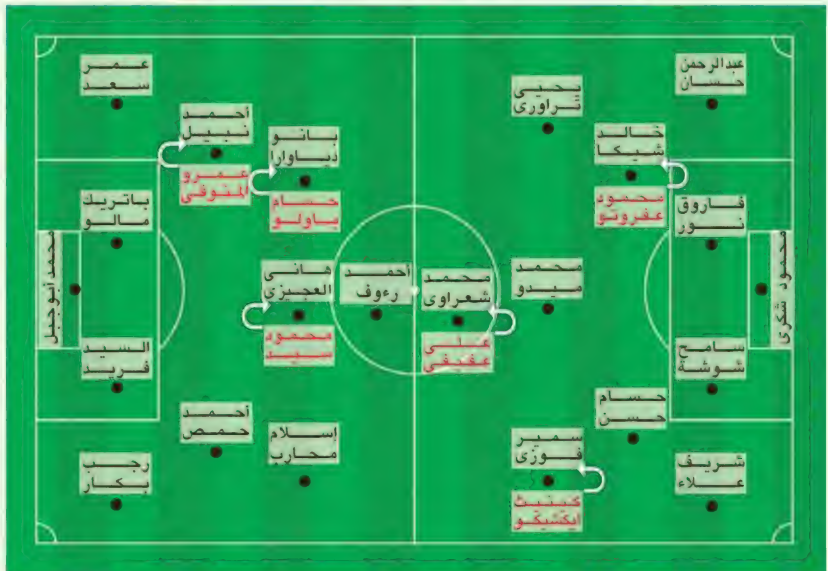 عمر
سعد
أحمد
نبيل
عمرو
المنوفى
بانو
دياوارا
حسام
باولو
باتريك
ماليو
محمد أبوجبل
هانى
العجيزى
محمود
سيد
أحمد
رءوف
السيد
فريد
أحمد
حمص
إسلام
محارب
رجب
بكار
عبدالرحمن
حسان
يحيى
تراورى
خالد
شيكا
محمود
عفروتو
فاروق
نور
محمود شكرى
محمد
شعراوى
على
عفيفى
محمد
ميدو
سامح
شوشة
حسام
حسن
سمير
فوزى
كينيث
ايكشيكو
شريف
علاء